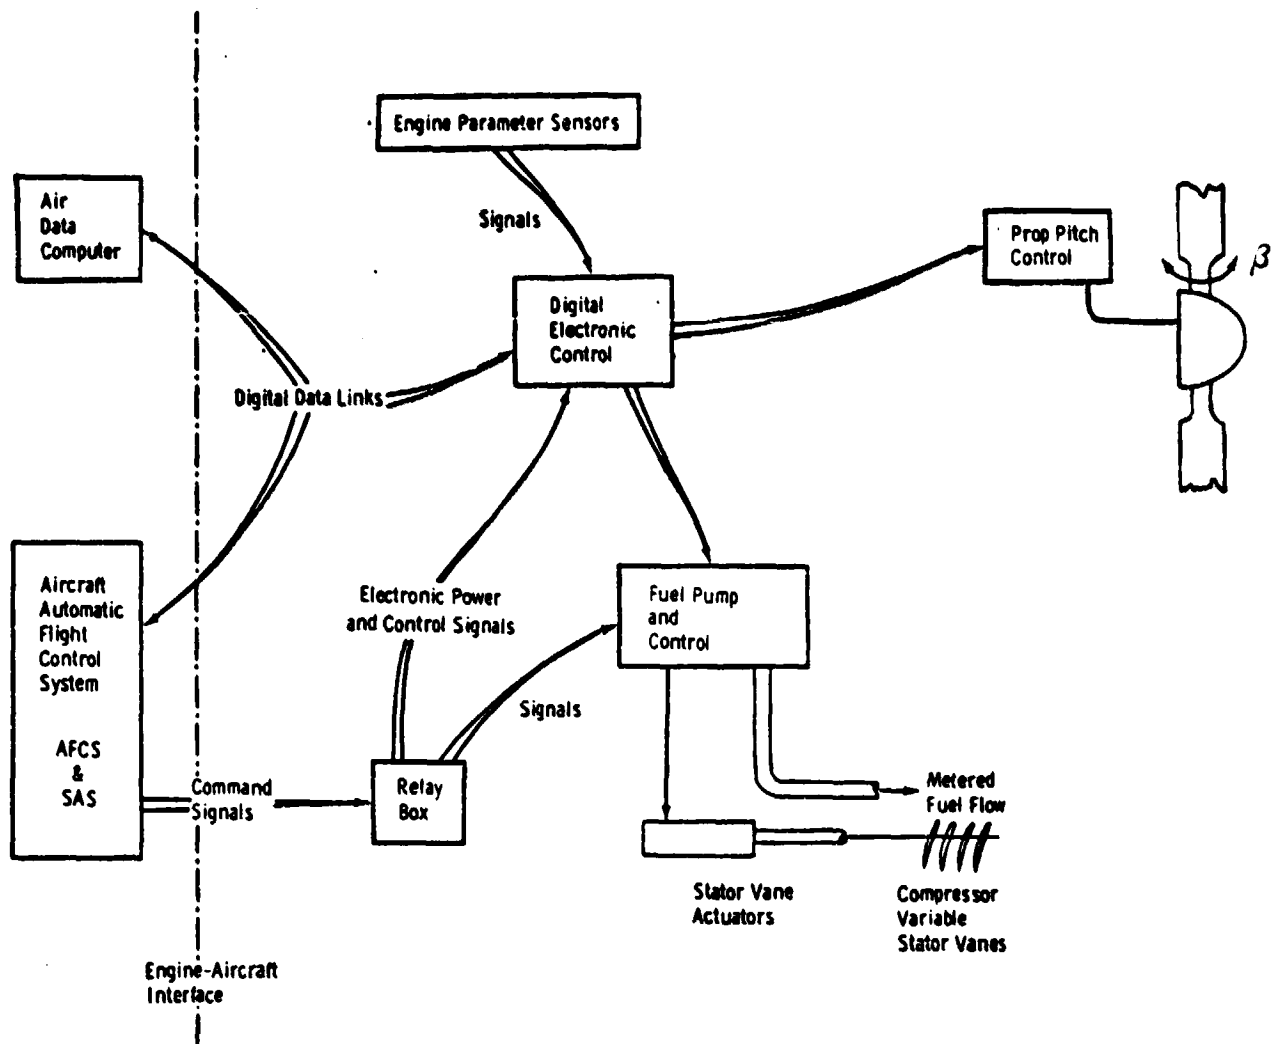 Engine Parameter Sensors
Air
Data
Computer
Signals
Prop Pitch
Control
β
Digital
Electronic
Control
Digital Data Links
Aircraft
Automatic
Flight
Control
System
AFCS
&
SAS
Electronic Power
and Control Signals
Fuel Pump
and
Control
Signals
Command
Signals
Relay
Box
Metered
Fuel Flow
Stator Vane
Actuators
Compressor
Variable
Stator Vanes
Engine-Aircraft
Interface